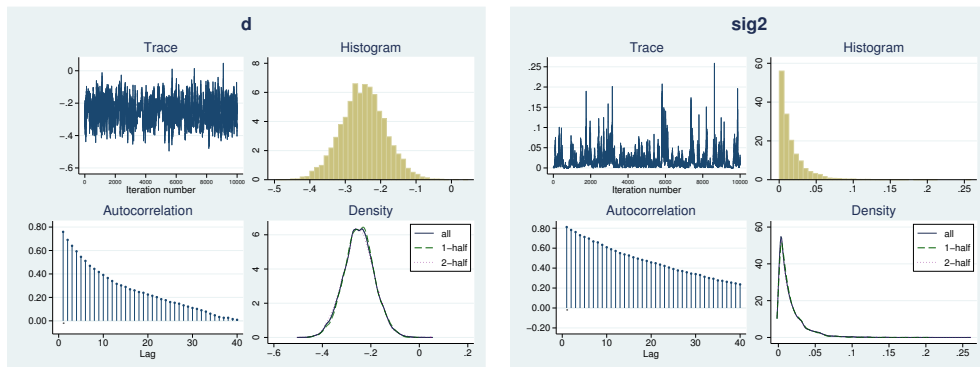 d
Trace
0
-.2
-.4
-.6
0 2000 4000 6000 8000 10000
Iteration number
Histogram
8
6
4
2
0
-0.5 -0.4 -0.3 -0.2 -0.1 0
Autocorrelation
0.80
0.60
0.40
0.20
0.00
0 10 20 30 40
Lag
Density
6
4
2
0
-.6 -.4 -.2 0 .2
all
1-half
2-half
sig2
Trace
.25
.2
.15
.1
.05
0
0 2000 4000 6000 8000 10000
Iteration number
Histogram
60
40
20
0
0 .05 .1 .15 .2 .25
Autocorrelation
0.80
0.60
0.40
0.20
0.00
-0.20
0 10 20 30 40
Lag
Density
60
40
20
0
0 .05 .1 .15 .2 .25
all
1-half
2-half